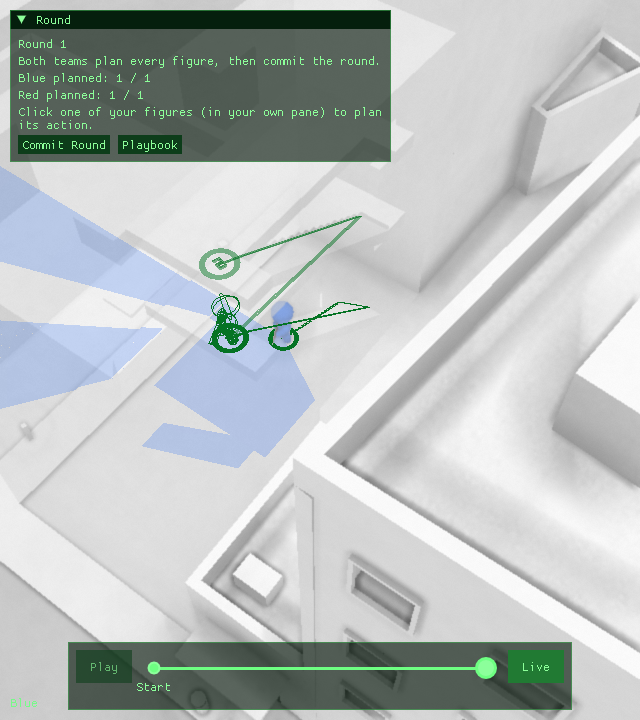 Round
Round 1
Both teams plan every figure, then commit the round.
Blue planned: 1 / 1
Red planned: 1 / 1
Click one of your figures (in your own pane) to plan
its action.
Commit Round Playbook
Play
Live
Start